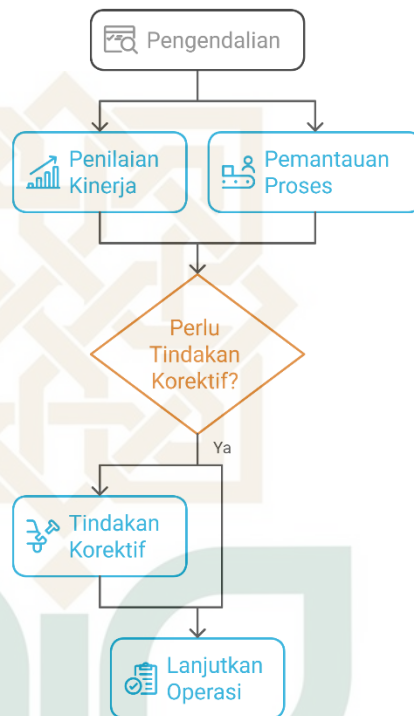 Pengendalian
Penilaian
Kinerja
Pemantauan
Proses
Perlu
Tindakan
Korektif?
Ya
Tindakan
Korektif
Lanjutkan
Operasi